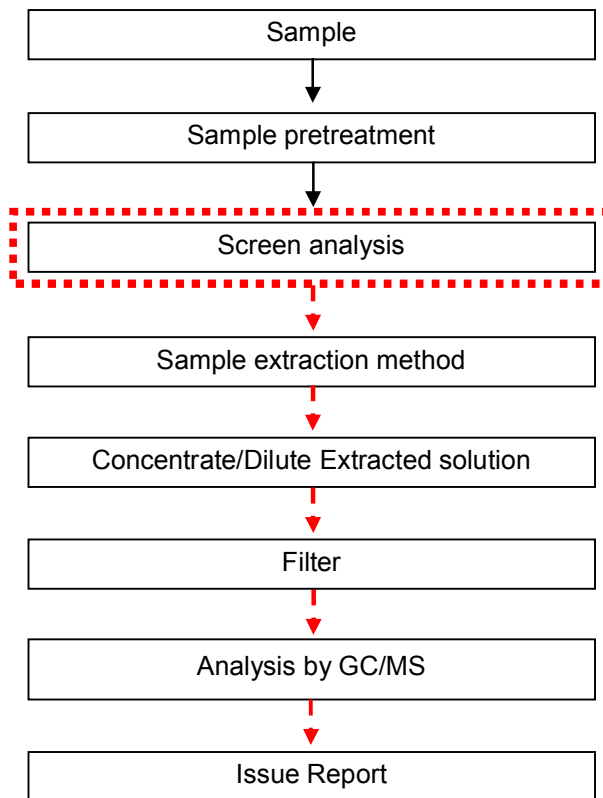 Sample
Sample pretreatment
Screen analysis
Sample extraction method
Concentrate/Dilute Extracted solution
Filter
Analysis by GC/MS
Issue Report